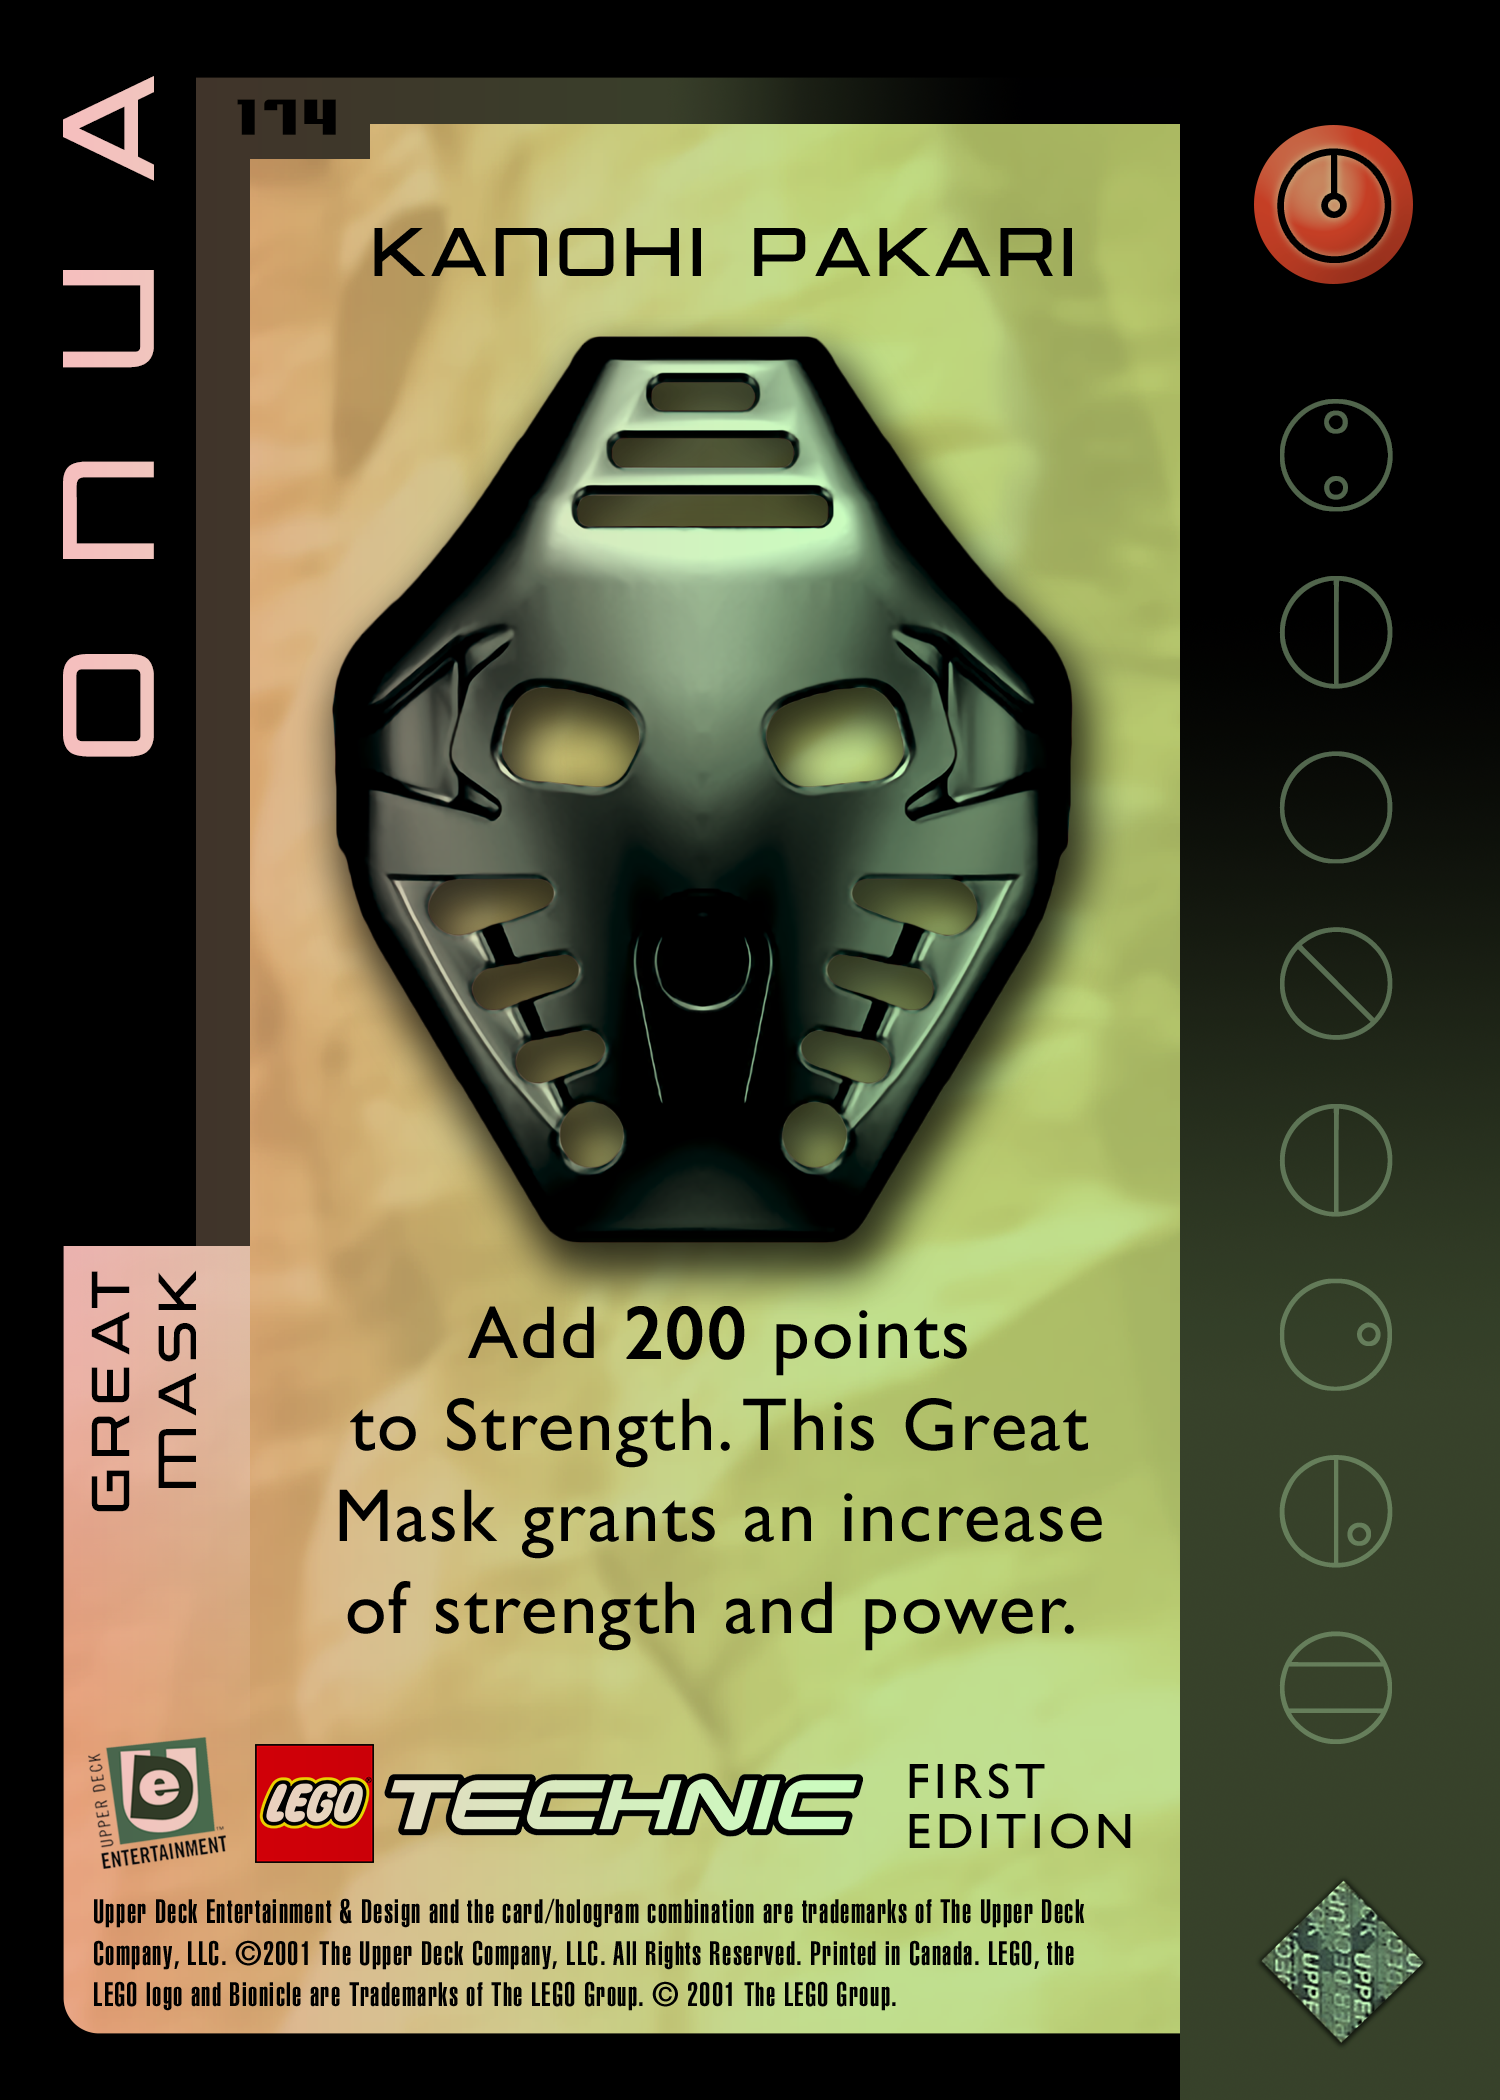 174
ONUA
KANOHI PAKARI
GREAT
MASK
Add 200 points
to Strength. This Great
Mask grants an increase
of strength and power.
UPPER DECK
ENTERTAINMENT
LEGO TECHNIC
FIRST
EDITION
Upper Deck Entertainment & Design and the card/hologram combination are trademarks of The Upper Deck
Company, LLC. ©2001 The Upper Deck Company, LLC. All Rights Reserved. Printed in Canada. LEGO, the
LEGO logo and Bionicle are Trademarks of The LEGO Group. © 2001 The LEGO Group.